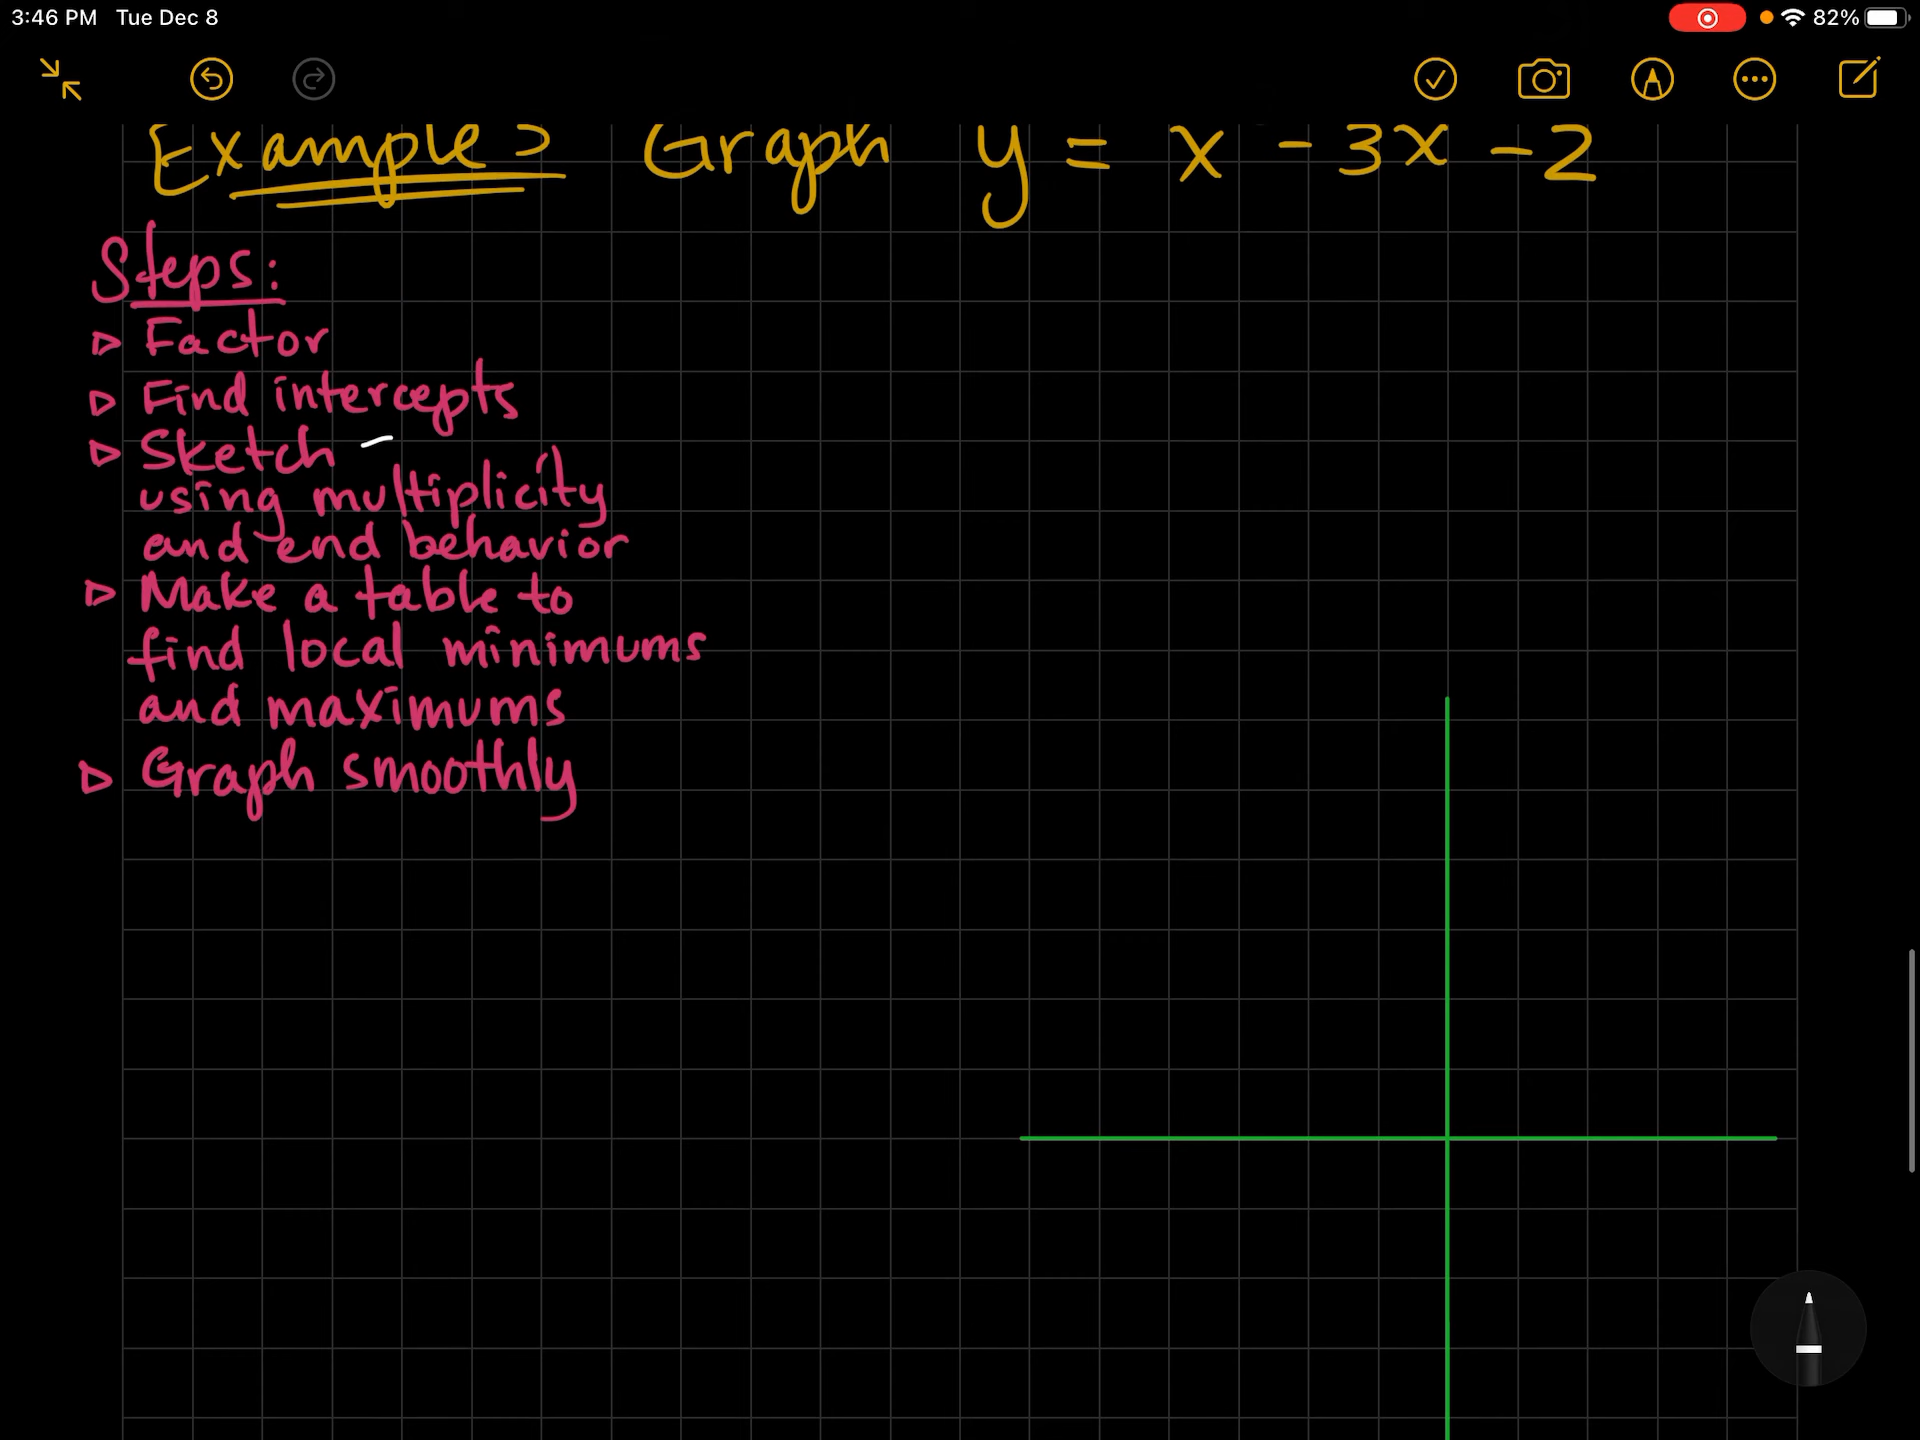 3:46 PM Tue Dec 8 82%
Example: Graph y = x - 3x - 2
Steps:
▷ Factor
▷ Find intercepts
▷ Sketch
using multiplicity
and end behavior
▷ Make a table to
find local minimums
and maximums
▷ Graph smoothly